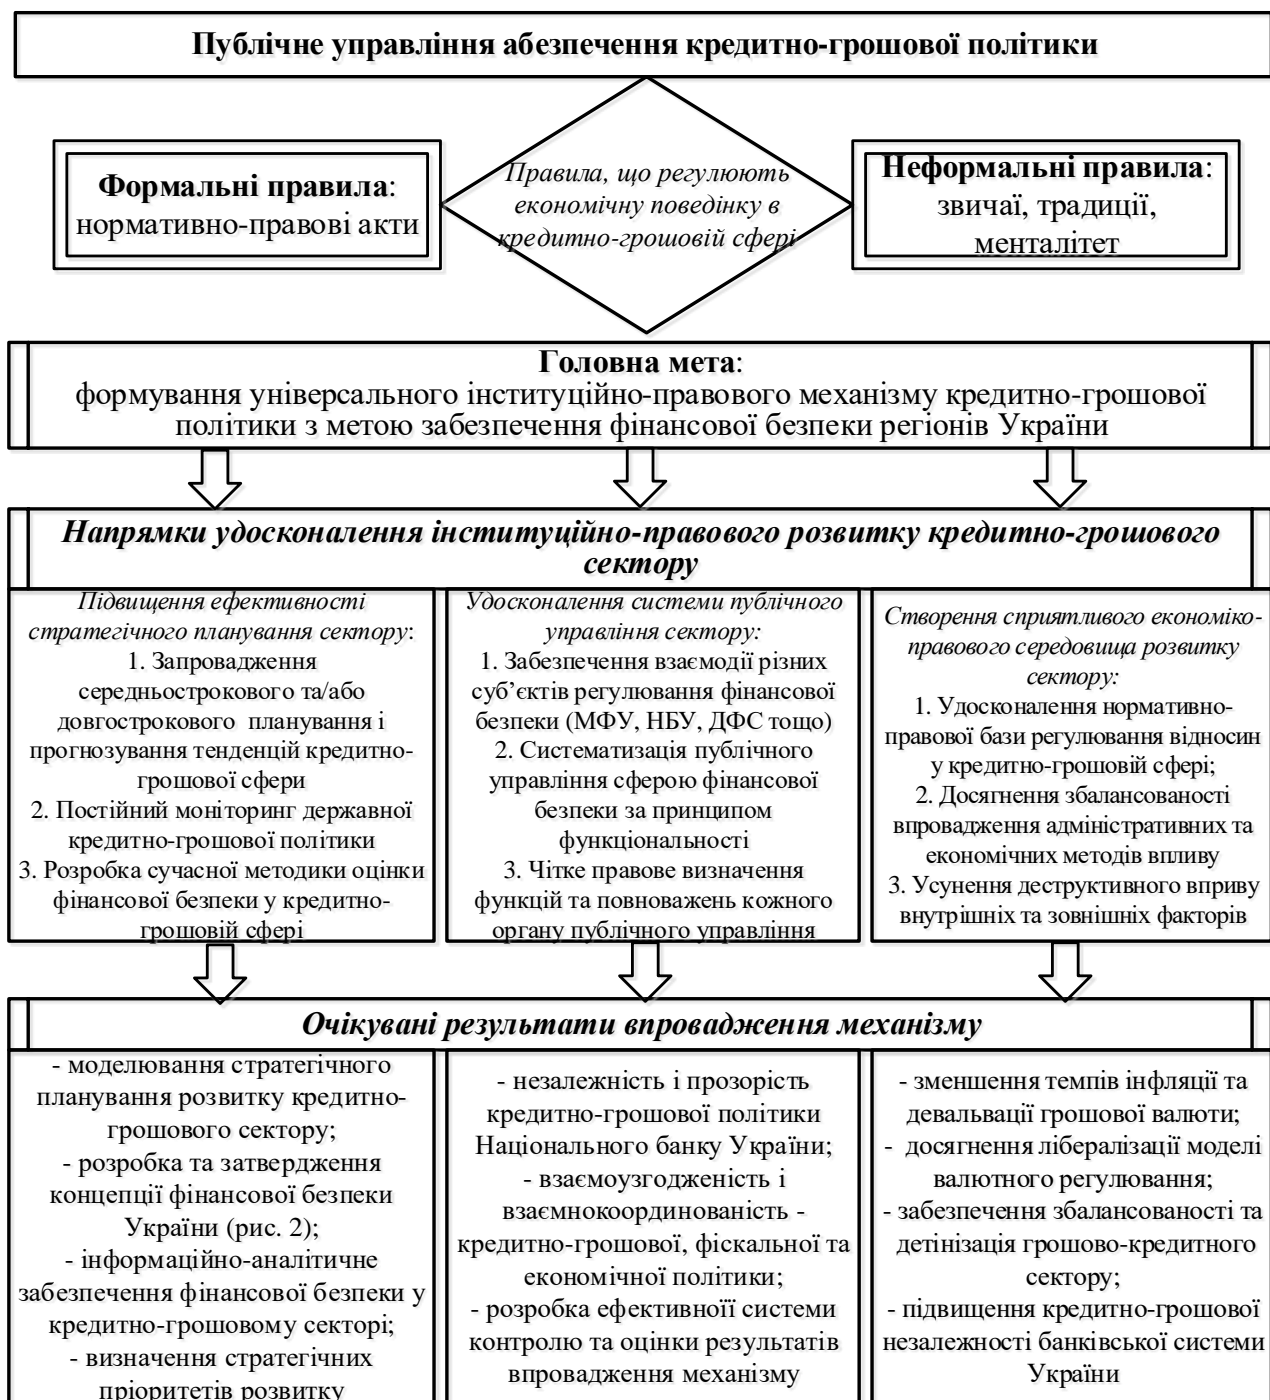 Публічне управління абезпечення кредитно-грошової політики
Формальні правила:
нормативно-правові акти
Правила, що регулюють
економічну поведінку в
кредитно-грошовій сфері
Неформальні правила:
звичаї, традиції,
менталітет
Головна мета:
формування універсального інституційно-правового механізму кредитно-грошової
політики з метою забезпечення фінансової безпеки регіонів України
Напрямки удосконалення інституційно-правового розвитку кредитно-грошового
сектору
Підвищення ефективності
стратегічного планування сектору:
1. Запровадження
середньострокового та/або
довгострокового планування і
прогнозування тенденцій кредитно-
грошової сфери
2. Постійний моніторинг державної
кредитно-грошової політики
3. Розробка сучасної методики оцінки
фінансової безпеки у кредитно-
грошовій сфері
Удосконалення системи публічного
управління сектору:
1. Забезпечення взаємодії різних
суб’єктів регулювання фінансової
безпеки (МФУ, НБУ, ДФС тощо)
2. Систематизація публічного
управління сферою фінансової
безпеки за принципом
функціональності
3. Чітке правове визначення
функцій та повноважень кожного
органу публічного управління
Створення сприятливого економіко-
правового середовища розвитку
сектору:
1. Удосконалення нормативно-
правової бази регулювання відносин
у кредитно-грошовій сфері;
2. Досягнення збалансованості
впровадження адміністративних та
економічних методів впливу
3. Усунення деструктивного вприву
внутрішніх та зовнішніх факторів
Очікувані результати впровадження механізму
- моделювання стратегічного
планування розвитку кредитно-
грошового сектору;
- розробка та затвердження
концепції фінансової безпеки
України (рис. 2);
- інформаційно-аналітичне
забезпечення фінансової безпеки у
кредитно-грошовому секторі;
- визначення стратегічних
пріоритетів розвитку
- незалежність і прозорість
кредитно-грошової політики
Національного банку України;
- взаємоузгодженість і
взаємнокоординованість -
кредитно-грошової, фіскальної та
економічної політики;
- розробка ефективноїї системи
контролю та оцінки результатів
впровадження механізму
- зменшення темпів інфляції та
девальвації грошової валюти;
- досягнення лібералізації моделі
валютного регулювання;
- забезпечення збалансованості та
детінізація грошово-кредитного
сектору;
- підвищення кредитно-грошової
незалежності банківської системи
України